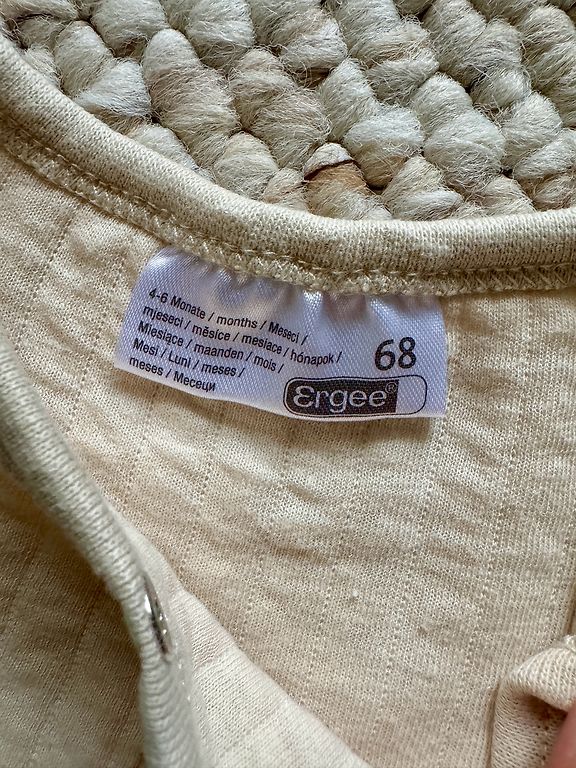 4-6 Monate / months / Meseci /
mjeseci / měsíce / mesiace / hónapok /
Miesiące / maanden / mois /
Mesi / Luni / meses /
meses / Месеци
68
ergee®